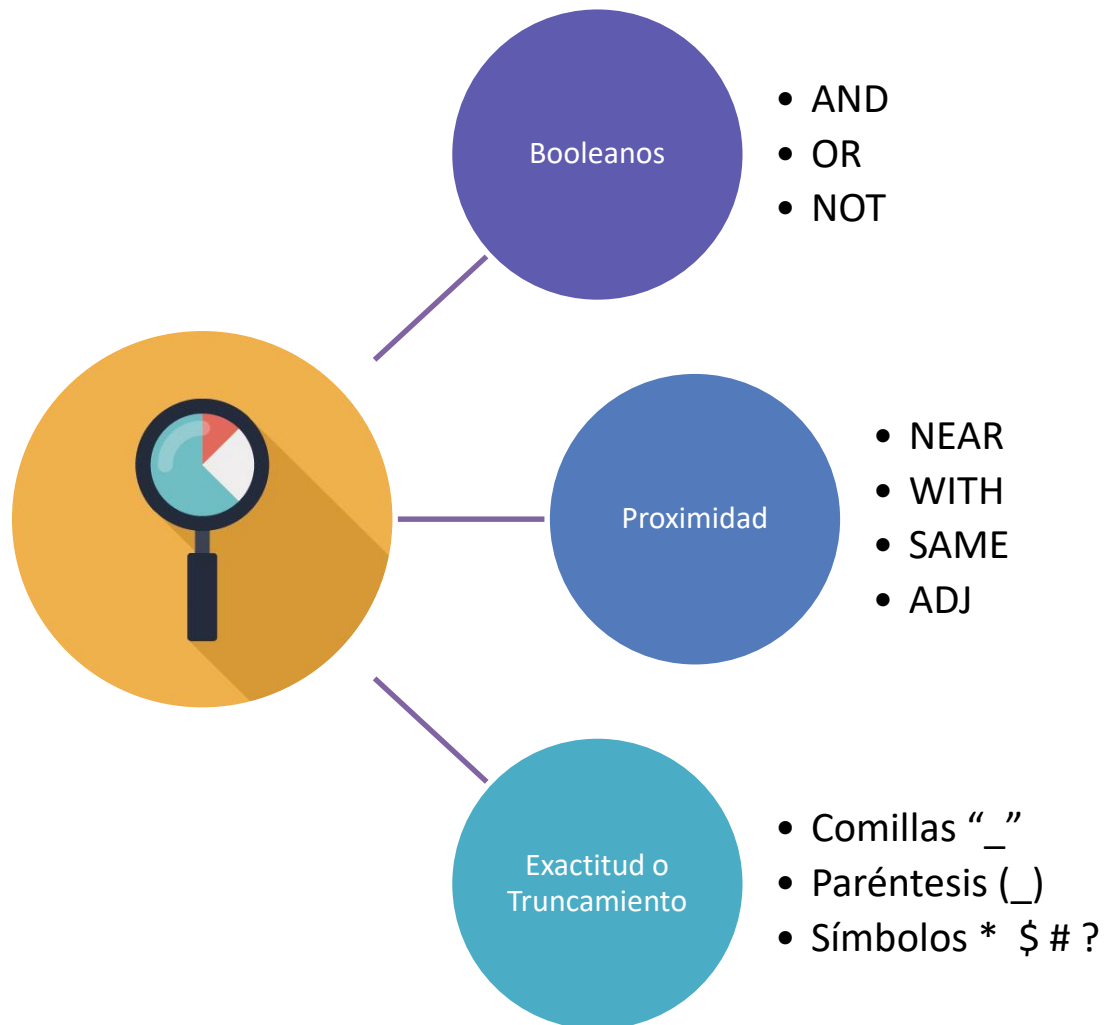 Booleanos
• AND
• OR
• NOT
Proximidad
• NEAR
• WITH
• SAME
• ADJ
Exactitud o
Truncamiento
• Comillas “_”
• Paréntesis (_)
• Símbolos * $ # ?